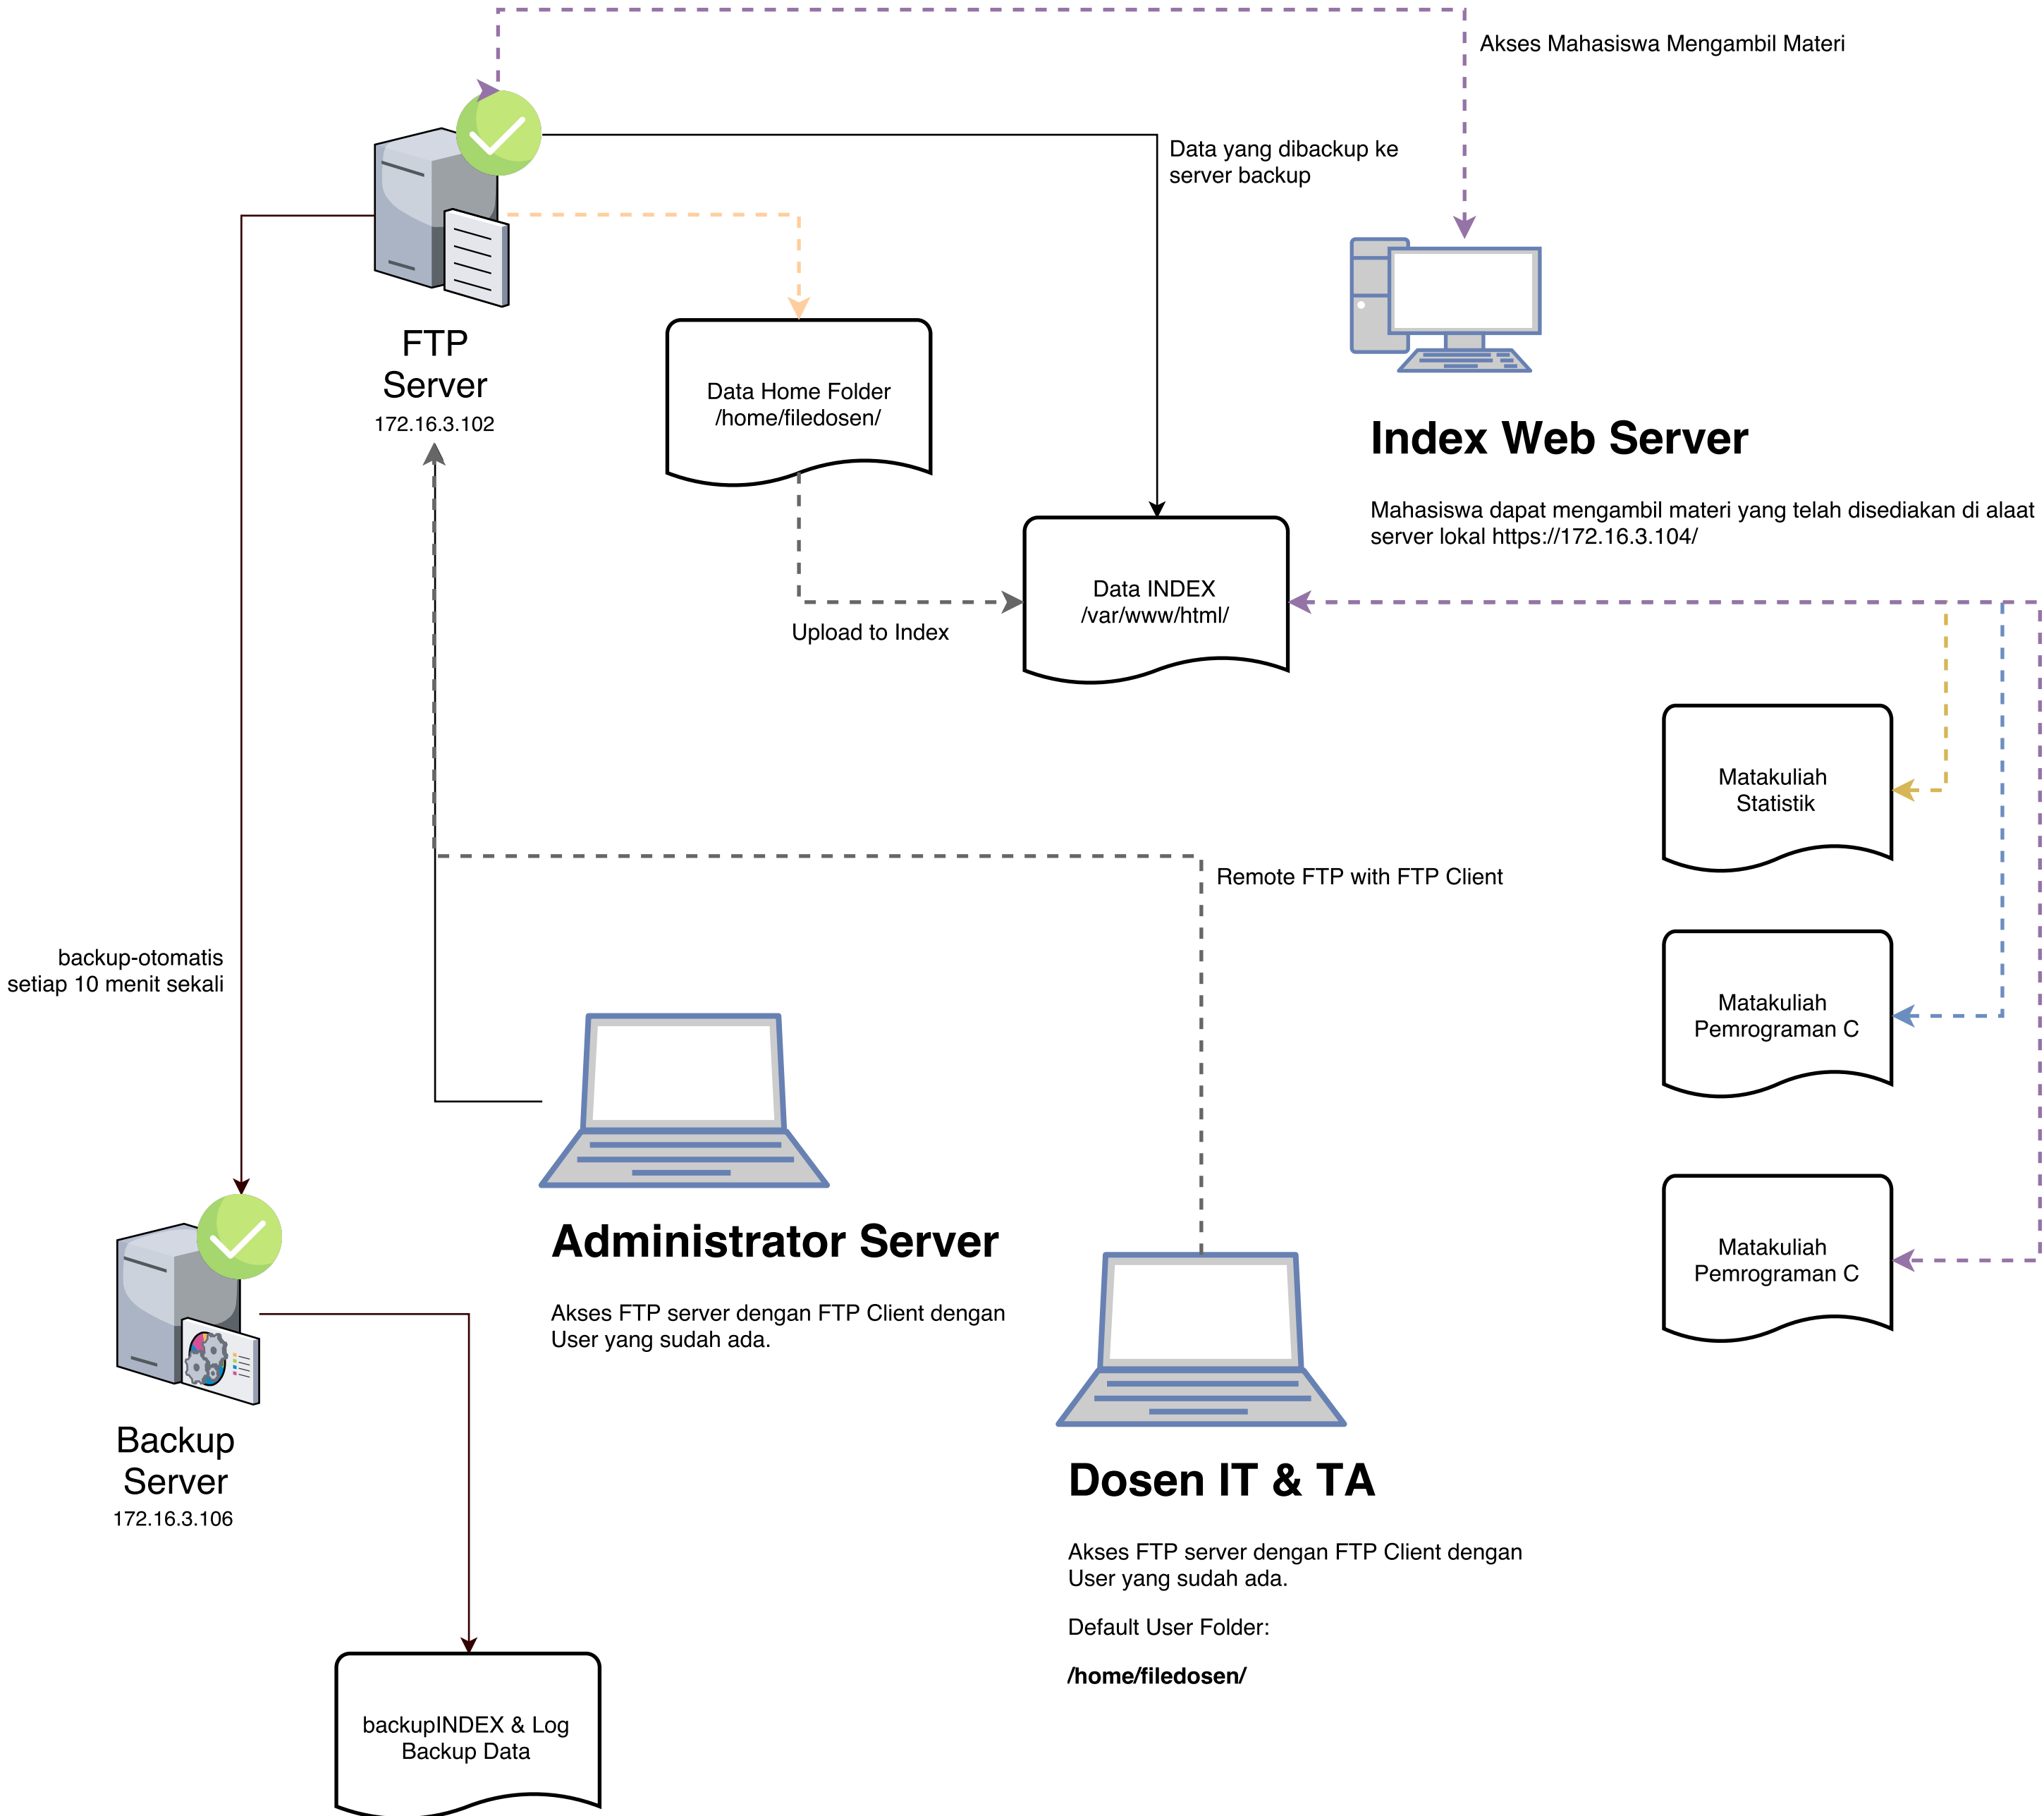 Akses Mahasiswa Mengambil Materi
Data yang dibackup ke
server backup
FTP
Server
172.16.3.102
Data Home Folder
/home/filedosen/
Index Web Server
Mahasiswa dapat mengambil materi yang telah disediakan di alaat
server lokal https://172.16.3.104/
Data INDEX
/var/www/html/
Upload to Index
Matakuliah
Statistik
Remote FTP with FTP Client
backup-otomatis
setiap 10 menit sekali
Matakuliah
Pemrograman C
Administrator Server
Akses FTP server dengan FTP Client dengan
User yang sudah ada.
Matakuliah
Pemrograman C
Backup
Server
172.16.3.106
Dosen IT & TA
Akses FTP server dengan FTP Client dengan
User yang sudah ada.
Default User Folder:
/home/filedosen/
backupINDEX & Log
Backup Data